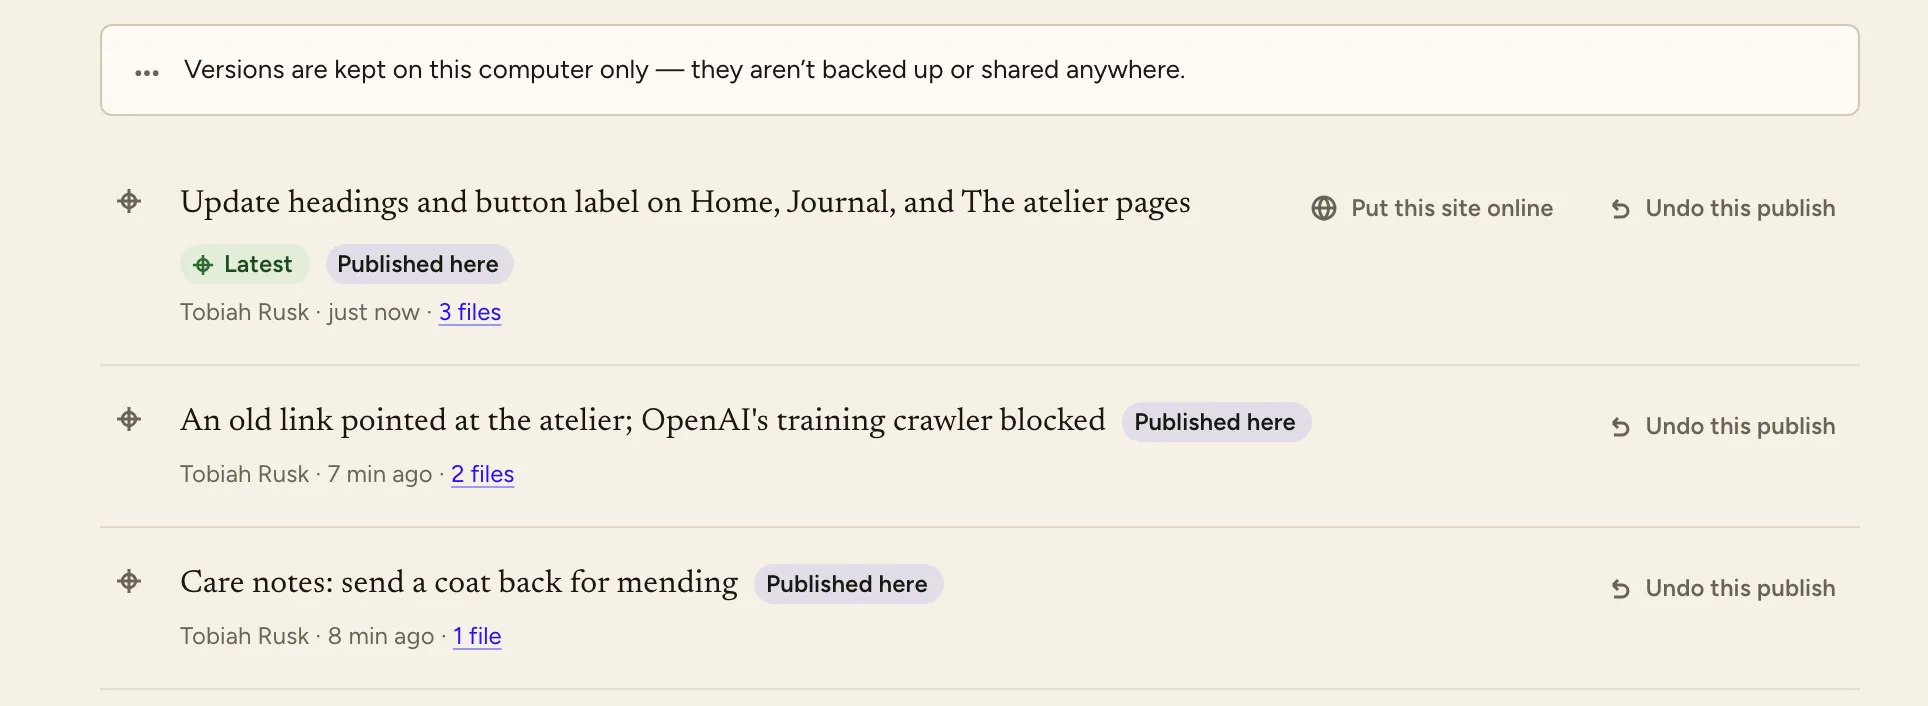 Versions are kept on this computer only — they aren’t backed up or shared anywhere.
Update headings and button label on Home, Journal, and The atelier pages
Put this site online
Undo this publish
Latest
Published here
Tobiah Rusk · just now · 3 files
An old link pointed at the atelier; OpenAI's training crawler blocked
Published here
Undo this publish
Tobiah Rusk · 7 min ago · 2 files
Care notes: send a coat back for mending
Published here
Undo this publish
Tobiah Rusk · 8 min ago · 1 file